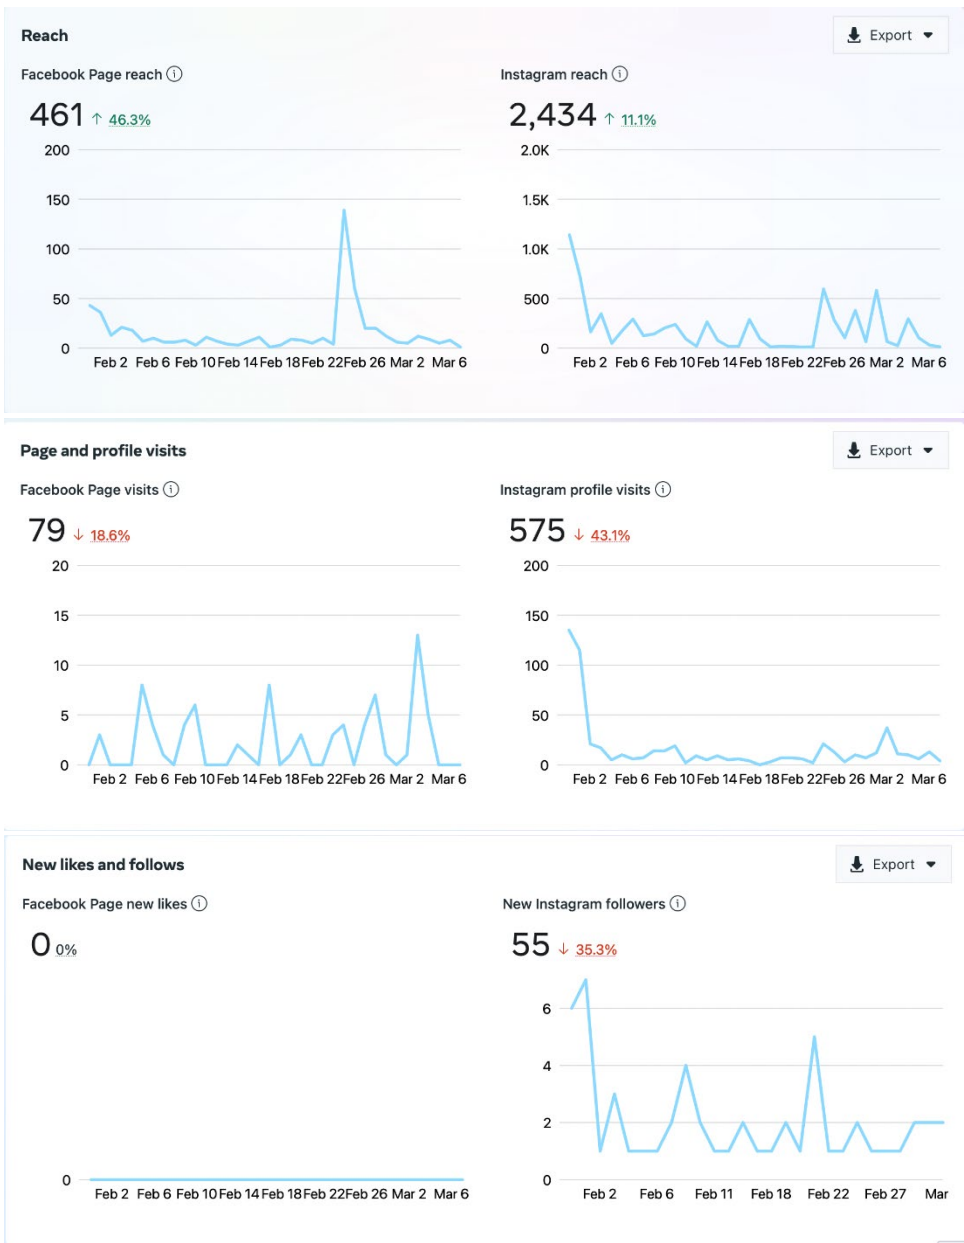 Reach
Export
Facebook Page reach
461 ↑ 46.3%
200
150
100
50
0
Feb 2 Feb 6 Feb 10 Feb 14 Feb 18 Feb 22 Feb 26 Mar 2 Mar 6
Instagram reach
2,434 ↑ 11.1%
2.0K
1.5K
1.0K
500
0
Feb 2 Feb 6 Feb 10 Feb 14 Feb 18 Feb 22 Feb 26 Mar 2 Mar 6
Page and profile visits
Export
Facebook Page visits
79 ↓ 18.6%
20
15
10
5
0
Feb 2 Feb 6 Feb 10 Feb 14 Feb 18 Feb 22 Feb 26 Mar 2 Mar 6
Instagram profile visits
575 ↓ 43.1%
200
150
100
50
0
Feb 2 Feb 6 Feb 10 Feb 14 Feb 18 Feb 22 Feb 26 Mar 2 Mar 6
New likes and follows
Export
Facebook Page new likes
0 0%
0
Feb 2 Feb 6 Feb 10 Feb 14 Feb 18 Feb 22 Feb 26 Mar 2 Mar 6
New Instagram followers
55 ↓ 35.3%
6
4
2
0
Feb 2 Feb 6 Feb 11 Feb 18 Feb 22 Feb 27 Mar